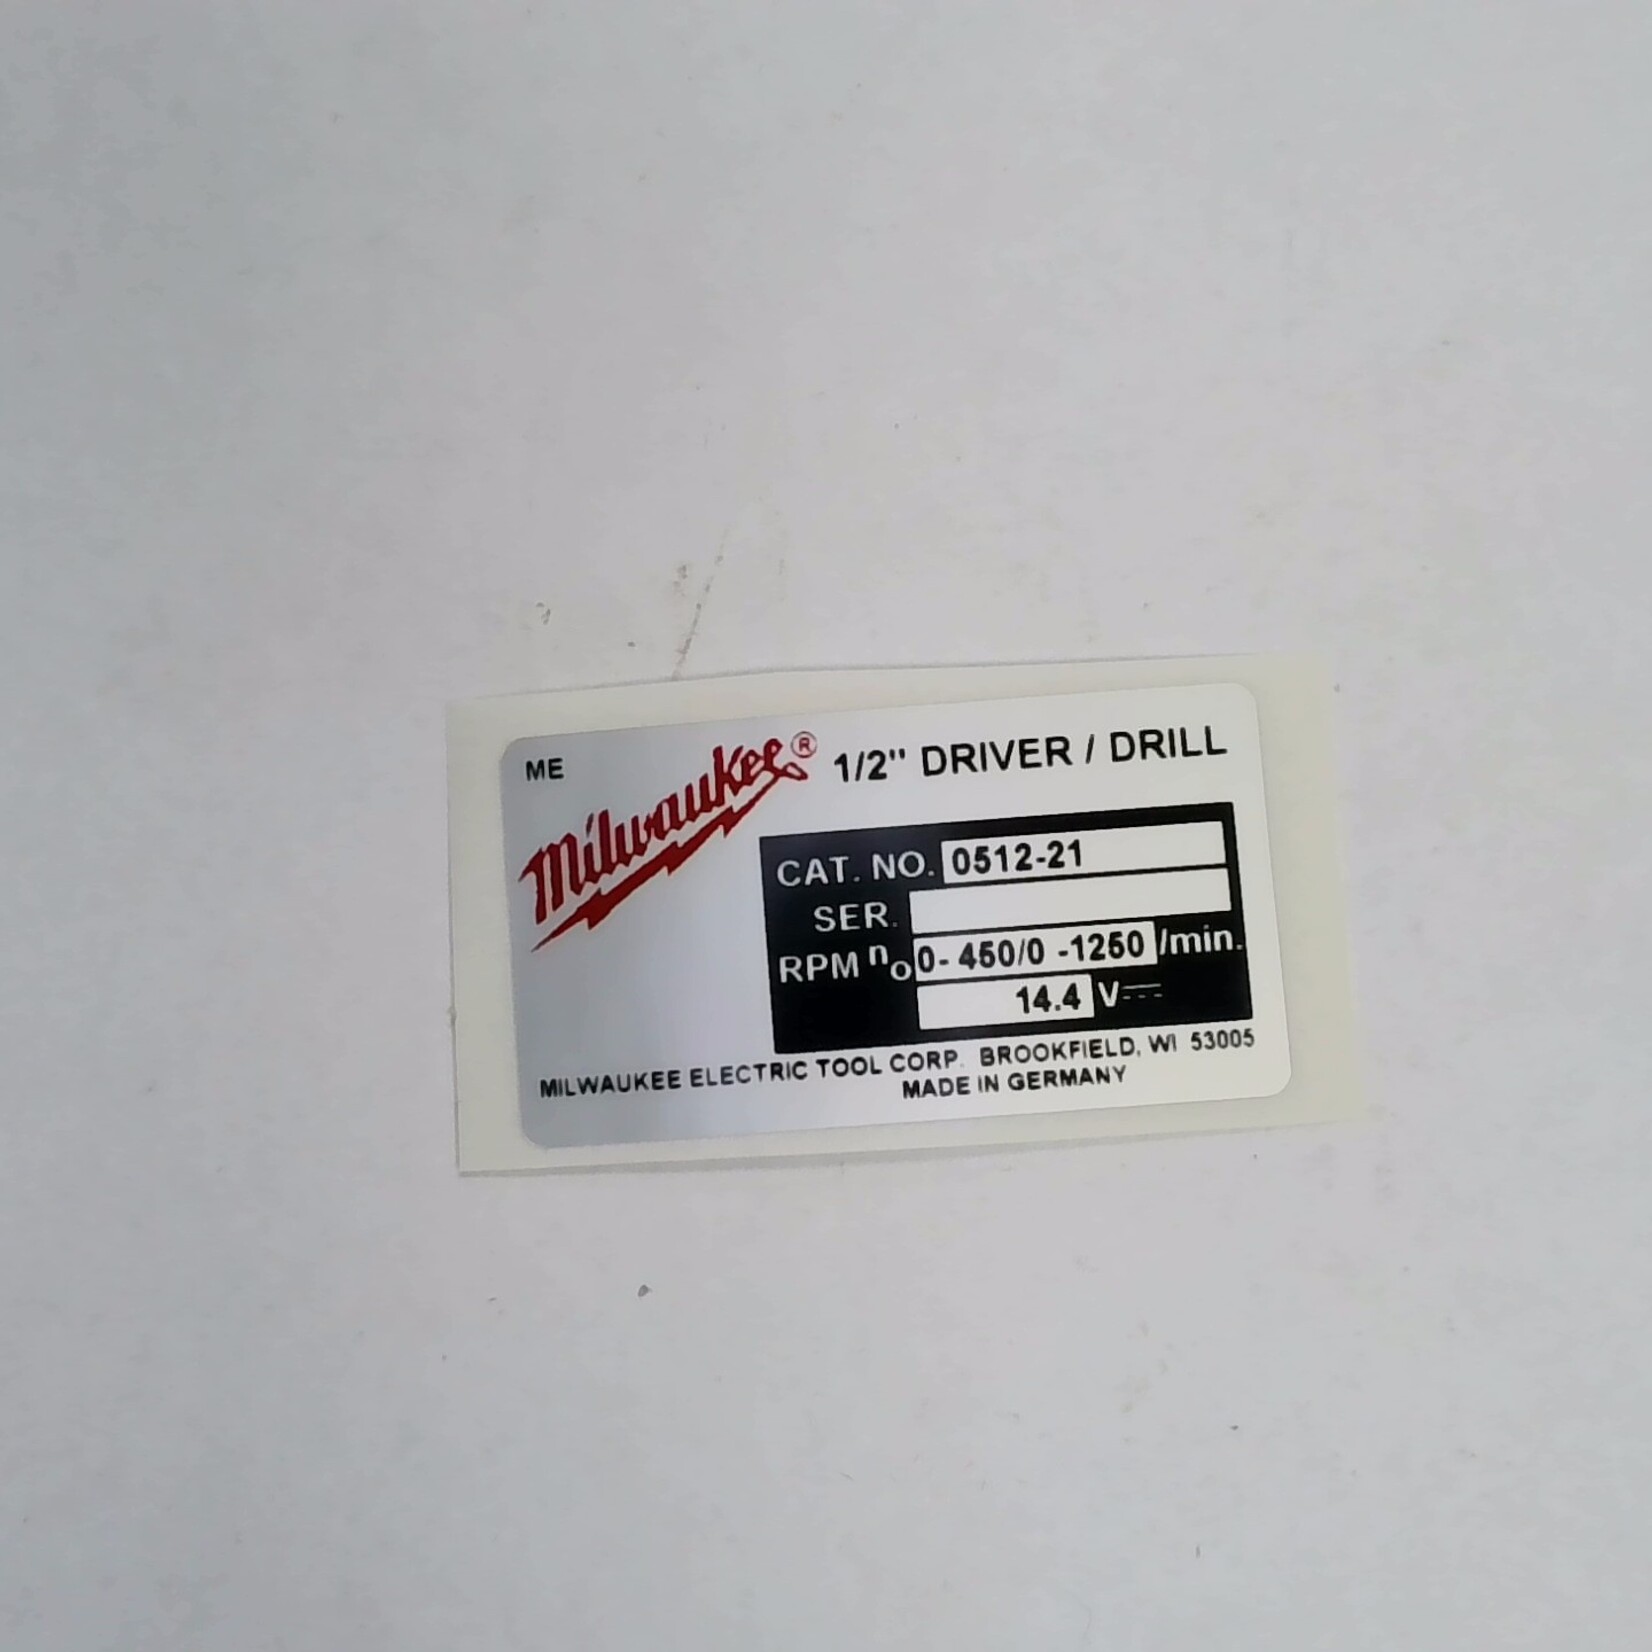 ME
Milwaukee®
1/2" DRIVER / DRILL
CAT. NO. 0512-21
SER.
RPM no 0- 450/0 -1250 /min.
14.4 V
MILWAUKEE ELECTRIC TOOL CORP. BROOKFIELD, WI 53005
MADE IN GERMANY